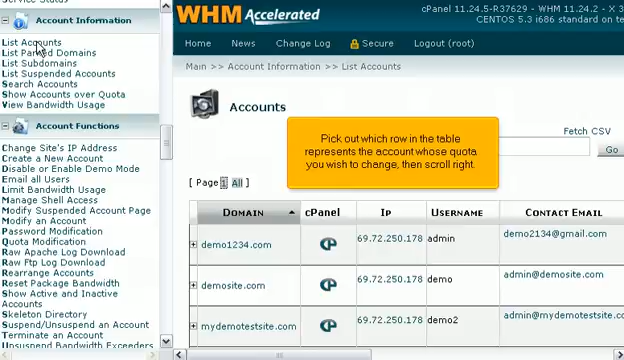 Service Status
Account Information
List Accounts
List Parked Domains
List Subdomains
List Suspended Accounts
Search Accounts
Show Accounts over Quota
View Bandwidth Usage
Account Functions
Change Site's IP Address
Create a New Account
Disable or Enable Demo Mode
Email all Users
Limit Bandwidth Usage
Manage Shell Access
Modify Suspended Account Page
Modify an Account
Password Modification
Quota Modification
Raw Apache Log Download
Raw Ftp Log Download
Rearrange Accounts
Reset Package Bandwidth
Show Active and Inactive
Accounts
Skeleton Directory
Suspend/Unsuspend an Account
Terminate an Account
Unsuspend Bandwidth Exceeders
WHM Accelerated
cPanel 11.24.5-R37629 - WHM 11.24.2 - X 3
CENTOS 5.3 i686 standard on te
Home News Change Log Secure Logout (root)
Main >> Account Information >> List Accounts
Accounts
Pick out which row in the table
represents the account whose quota
you wish to change, then scroll right.
Fetch CSV
Go
[ Page 1 All ]
DOMAIN cPanel IP USERNAME CONTACT EMAIL
demo1234.com cP 69.72.250.178 admin demo2134@gmail.com
demosite.com cP 69.72.250.178 demo admin@demosite.com
mydemotestsite.com cP 69.72.250.178 demo2 admin@mydemotestsite.com